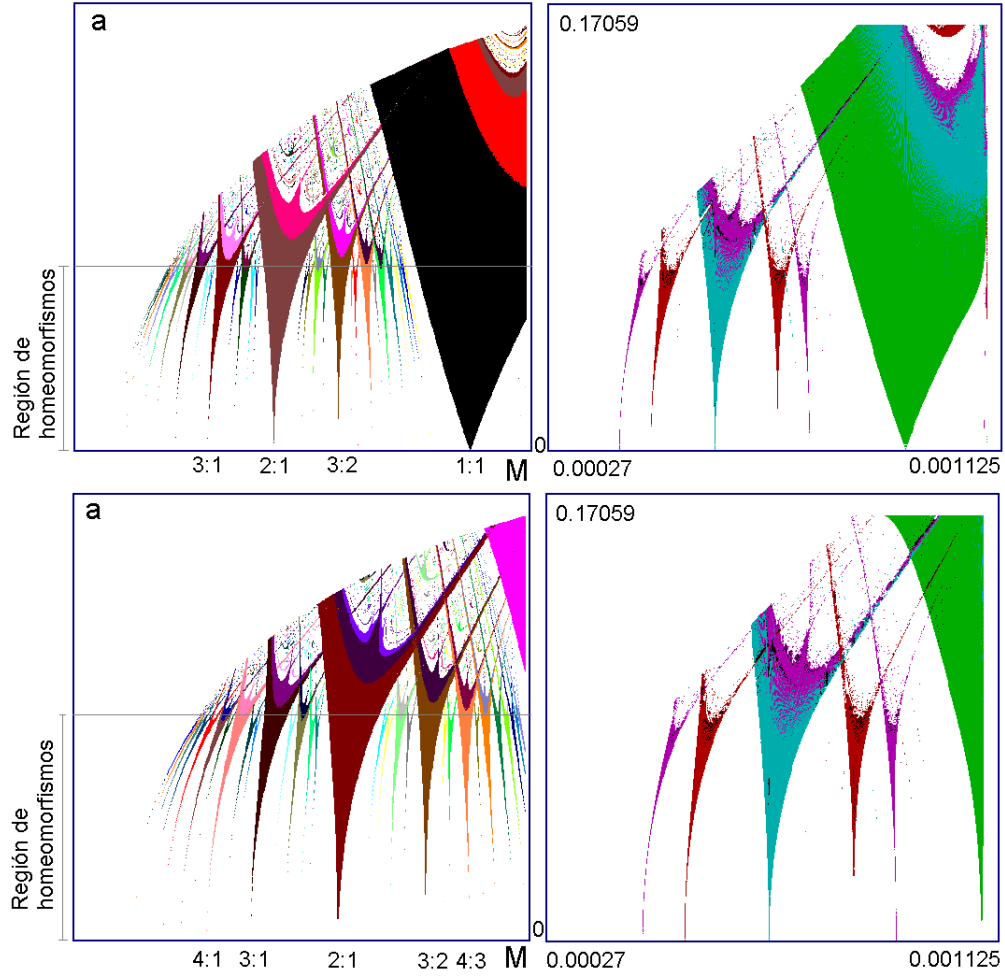 a
0.17059
Región de
homeomorfismos
0
3:1
2:1
3:2
1:1
M
0.00027
0.001125
a
0.17059
Región de
homeomorfismos
0
4:1
3:1
2:1
3:2
4:3
M
0.00027
0.001125